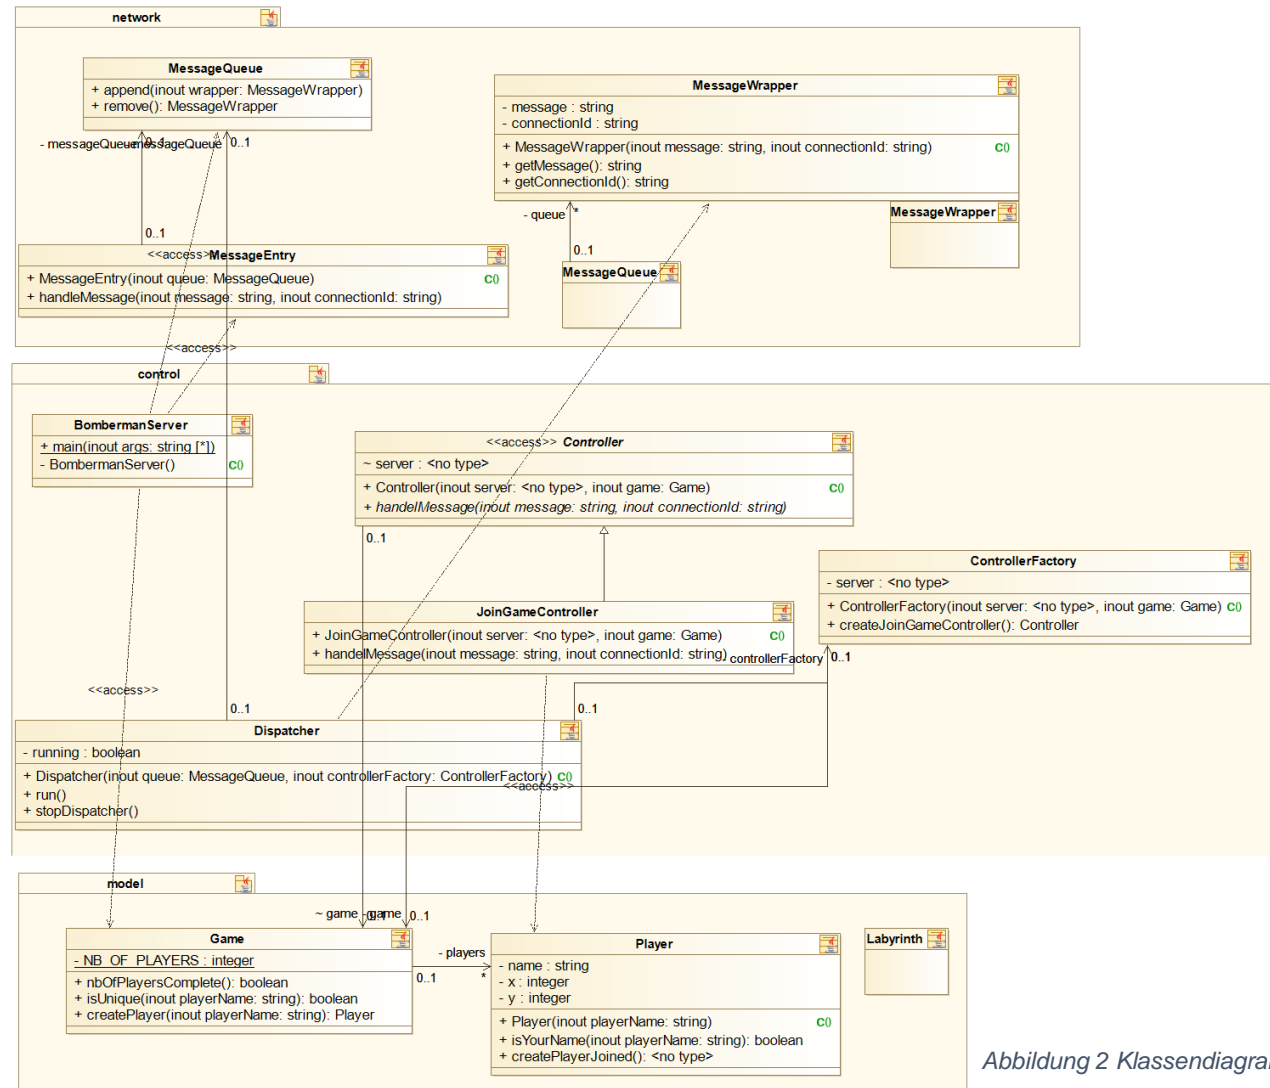 network
MessageQueue
+ append(inout wrapper: MessageWrapper)
+ remove(): MessageWrapper
MessageWrapper
- message : string
- connectionId : string
+ MessageWrapper(inout message: string, inout connectionId: string) C()
+ getMessage(): string
+ getConnectionId(): string
- messageQueue 0..1
- messageQueue 0..1
- queue *
MessageWrapper
0..1
0..1
<<access>>
MessageEntry
+ MessageEntry(inout queue: MessageQueue) C()
+ handleMessage(inout message: string, inout connectionId: string)
MessageQueue
<<access>>
control
BombermanServer
+ main(inout args: string [*])
- BombermanServer() C()
<<access>>
Controller
~ server : <no type>
+ Controller(inout server: <no type>, inout game: Game) C()
+ handelMessage(inout message: string, inout connectionId: string)
0..1
ControllerFactory
- server : <no type>
+ ControllerFactory(inout server: <no type>, inout game: Game) C()
+ createJoinGameController(): Controller
JoinGameController
+ JoinGameController(inout server: <no type>, inout game: Game) C()
+ handelMessage(inout message: string, inout connectionId: string)
- controllerFactory 0..1
<<access>>
0..1
0..1
Dispatcher
- running : boolean
+ Dispatcher(inout queue: MessageQueue, inout controllerFactory: ControllerFactory) C()
+ run()
+ stopDispatcher()
<<access>>
model
~ game 0..1
- game 0..1
Game
- NB_OF_PLAYERS : integer
+ nbOfPlayersComplete(): boolean
+ isUnique(inout playerName: string): boolean
+ createPlayer(inout playerName: string): Player
- players
0..1 *
Player
- name : string
- x : integer
- y : integer
+ Player(inout playerName: string) C()
+ isYourName(inout playerName: string): boolean
+ createPlayerJoined(): <no type>
Labyrinth
Abbildung 2 Klassendiagra